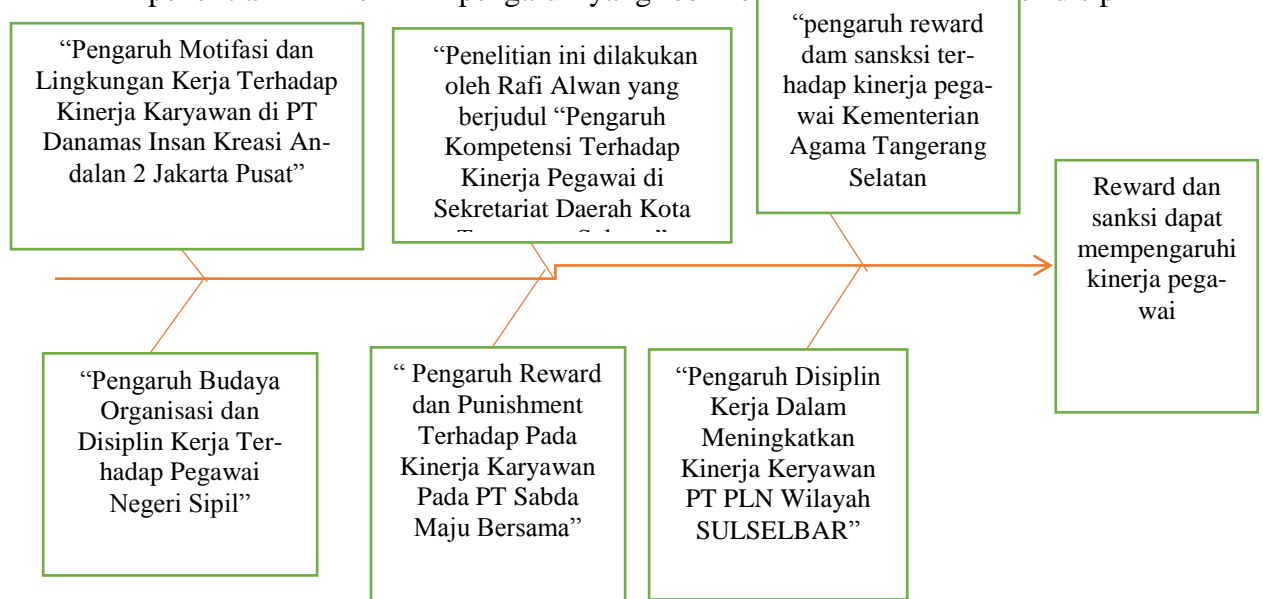 penelitian pengaruh yang
“Pengaruh Motifasi dan
Lingkungan Kerja Terhadap
Kinerja Karyawan di PT
Danamas Insan Kreasi An-
dalan 2 Jakarta Pusat”
“Penelitian ini dilakukan
oleh Rafi Alwan yang
berjudul “Pengaruh
Kompetensi Terhadap
Kinerja Pegawai di
Sekretariat Daerah Kota
“pengaruh reward
dam sansksi ter-
hadap kinerja pega-
wai Kementerian
Agama Tangerang
Selatan
Reward dan
sanksi dapat
mempengaruhi
kinerja pega-
wai
“Pengaruh Budaya
Organisasi dan
Disiplin Kerja Ter-
hadap Pegawai
Negeri Sipil”
“ Pengaruh Reward
dan Punishment
Terhadap Pada
Kinerja Karyawan
Pada PT Sabda
Maju Bersama”
“Pengaruh Disiplin
Kerja Dalam
Meningkatkan
Kinerja Keryawan
PT PLN Wilayah
SULSELBAR”